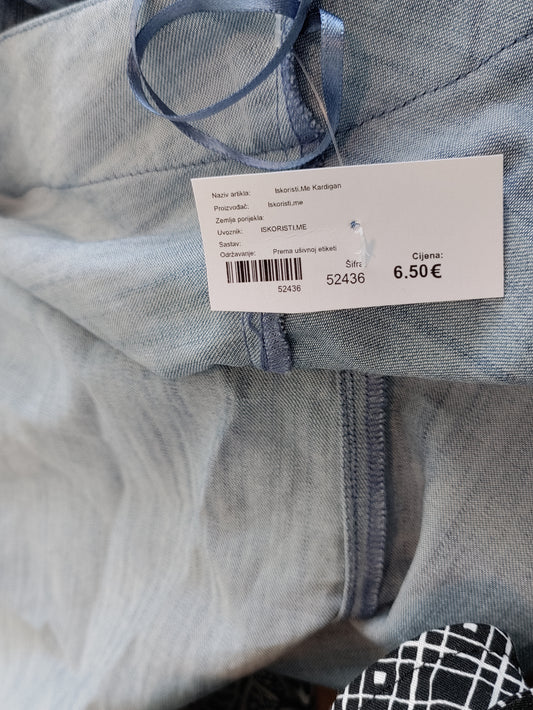 Naziv artikla: Iskoristi.Me Kardigan
Proizvođač: Iskoristi.me
Zemlja porijekla:
Uvoznik: ISKORISTI.ME
Sastav:
Održavanje: Prema ušivnoj etiketi
Šifra
Cijena:
52436
52436
6.50€